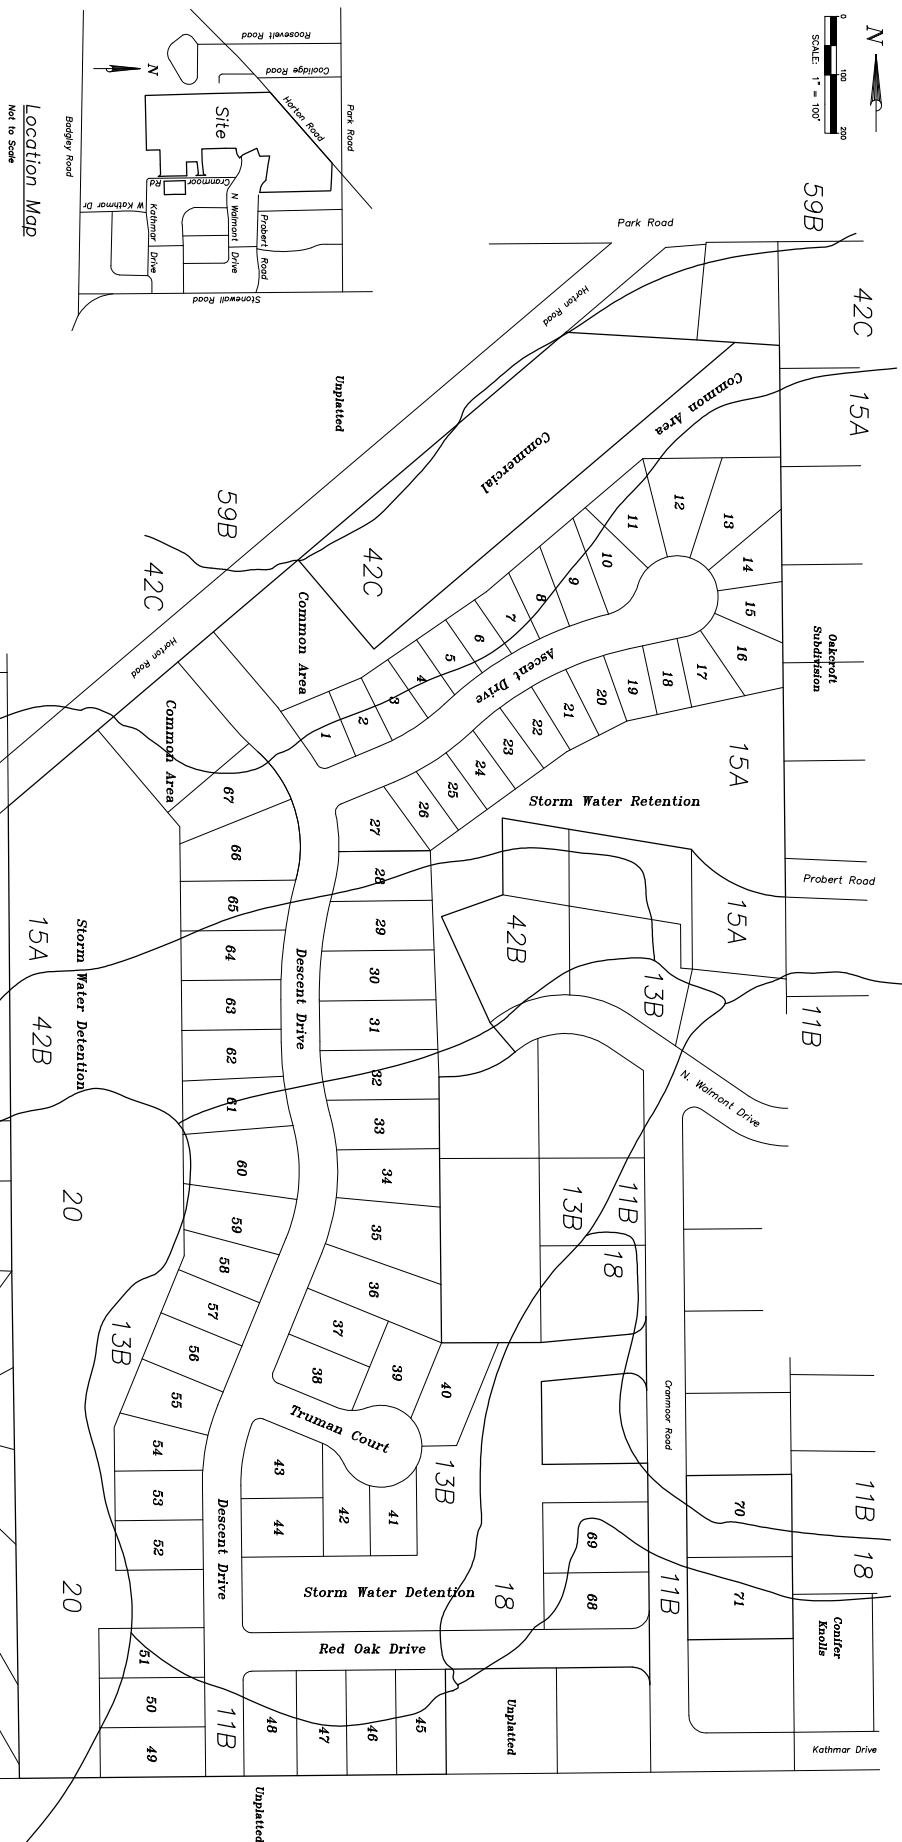 N
0
100
200
SCALE: 1" = 100'
Roosevelt Road
Coolidge Road
Horton Road
Park Road
N
Site
Badgley Road
Cranmoor Rd
W Kathmar Dr
Kathmar Drive
N Walmont Drive
Probert Road
Stonewall Road
Location Map
Not to Scale
59B
Park Road
42C
Horton Road
15A
Unplatted
Common Area
Commercial
59B
42C
42C
Common Area
Horton Road
Common Area
12
13
11
14
10
15
9
8
16
7
17
6
18
5
19
4
20
3
21
2
22
1
23
24
25
26
27
Ascent Drive
Oakcroft
Subdivision
15A
Storm Water Retention
Probert Road
15A
67
66
65
64
63
62
61
60
59
58
57
56
55
54
53
52
51
50
49
28
29
30
31
32
33
34
35
36
37
38
39
40
41
42
43
44
45
46
47
48
Descent Drive
15A
Storm Water Detention
42B
20
42B
13B
11B
N. Walmont Drive
13B
11B
18
13B
Truman Court
13B
Cranmoor Road
70
71
69
68
11B
18
11B
Conifer
Knolls
Kathmar Drive
Storm Water Detention
18
Red Oak Drive
Descent Drive
20
11B
Unplatted
Unplatted